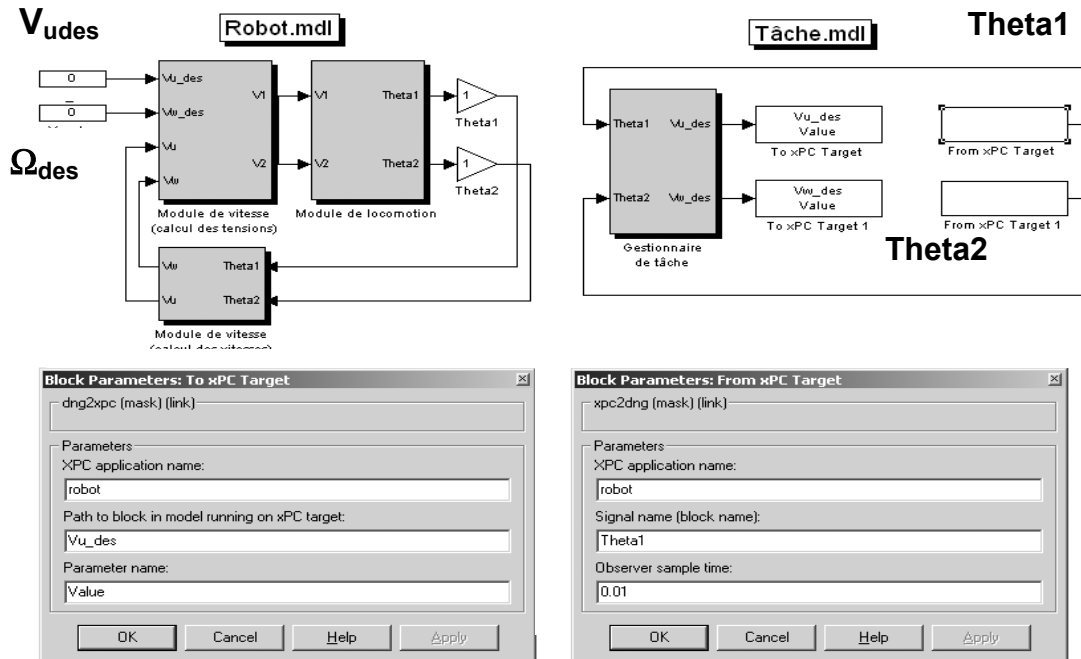 Vudes
Robot.mdl
0
0
Ωdes
Vu_des
Vw_des
Vu
Vw
V1
V2
Module de vitesse
(calcul des tensions)
V1
V2
Theta1
Theta2
Module de locomotion
1
Theta1
1
Theta2
Vw
Vu
Theta1
Theta2
Module de vitesse
(calcul des vitesses)
Tâche.mdl
Theta1
Theta1
Theta2
Vu_des
Vw_des
Gestionnaire
de tâche
Vu_des
Value
To xPC Target
Vw_des
Value
To xPC Target 1
From xPC Target
From xPC Target 1
Theta2
Block Parameters: To xPC Target
dng2xpc (mask) (link)
Parameters
XPC application name:
robot
Path to block in model running on xPC target:
Vu_des
Parameter name:
Value
OK Cancel Help Apply
Block Parameters: From xPC Target
xpc2dng (mask) (link)
Parameters
XPC application name:
robot
Signal name (block name):
Theta1
Observer sample time:
0.01
OK Cancel Help Apply